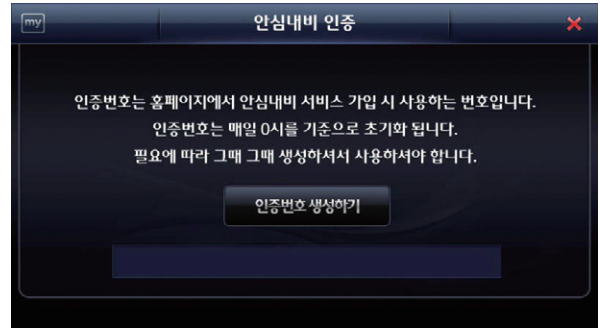 my
안심내비 인증
인증번호는 홈페이지에서 안심내비 서비스 가입 시 사용하는 번호입니다.
인증번호는 매일 0시를 기준으로 초기화 됩니다.
필요에 따라 그때 그때 생성하셔서 사용하셔야 합니다.
인증번호 생성하기